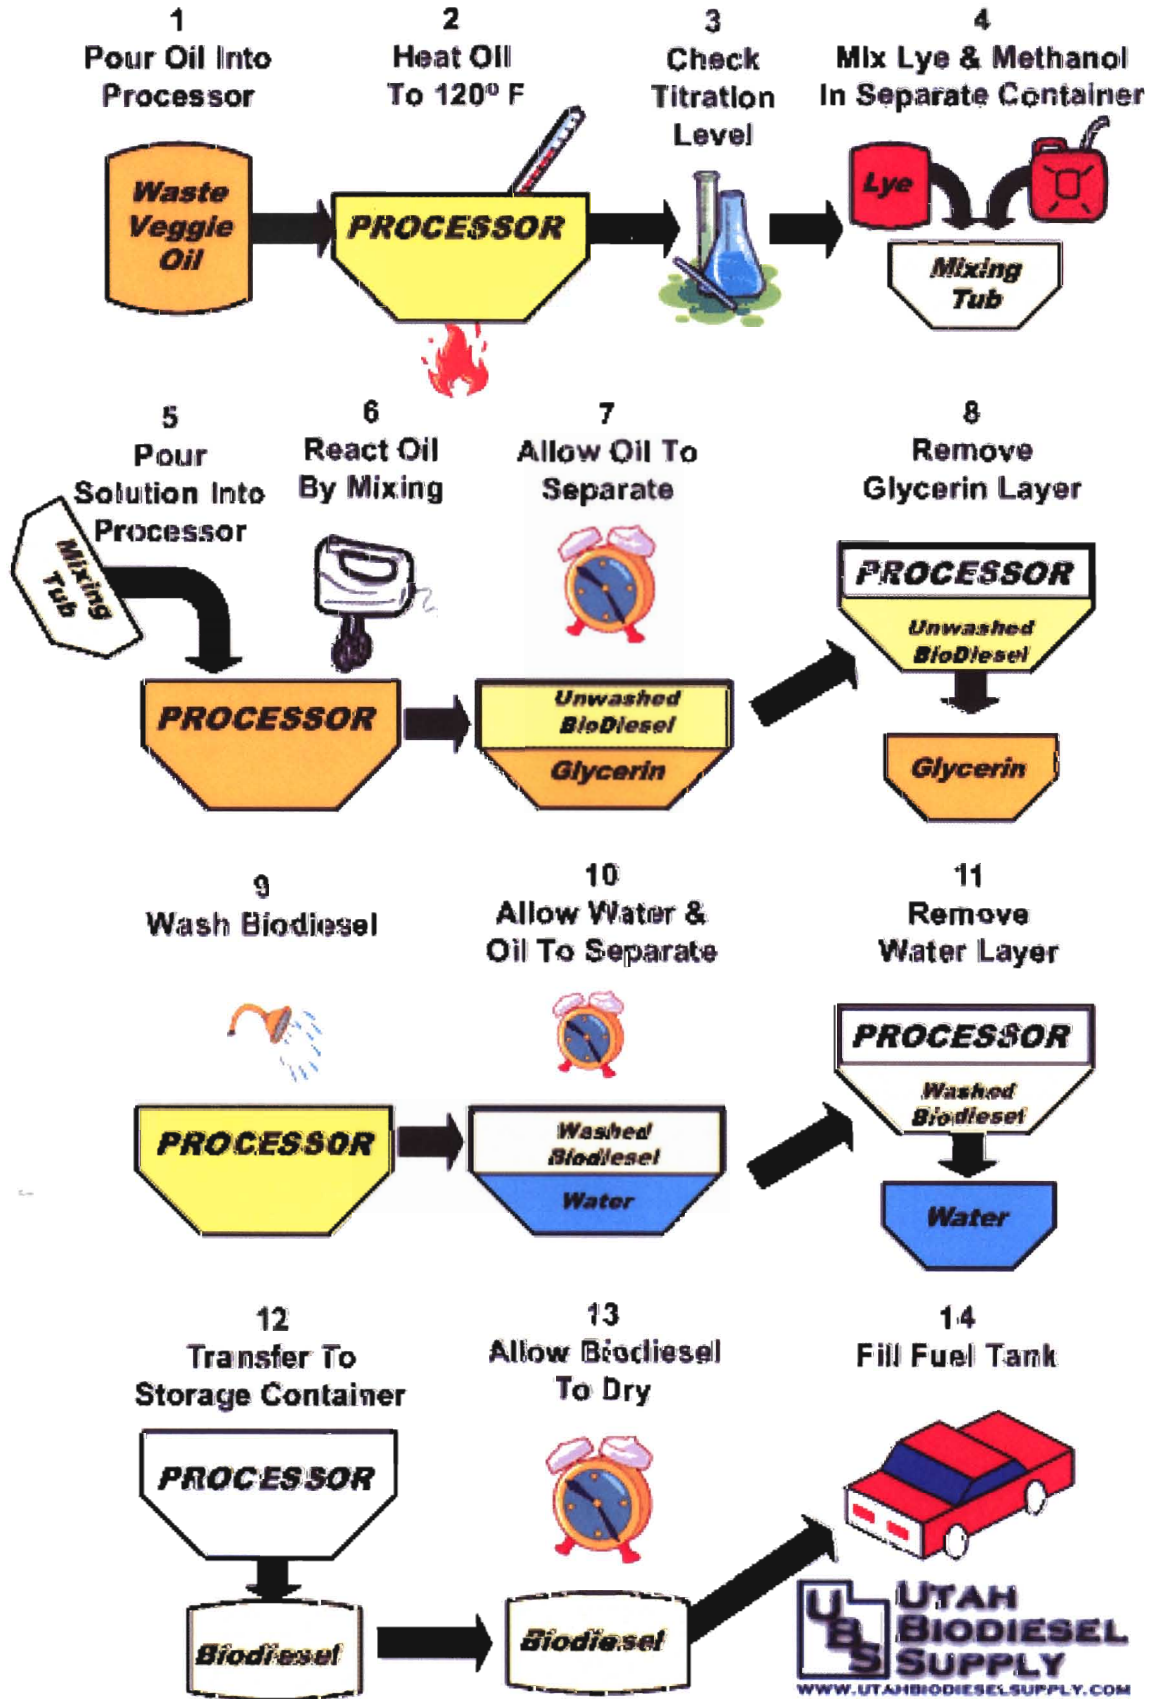 1
Pour Oil Into
Processor
2
Heat Oil
To 120º F
3
Check
Titration
Level
4
Mix Lye & Methanol
In Separate Container
Waste
Veggie
Oil
PROCESSOR
Lye
Mixing
Tub
5
Pour
Solution Into
Processor
6
React Oil
By Mixing
7
Allow Oil To
Separate
8
Remove
Glycerin Layer
Mixing
Tub
PROCESSOR
Unwashed
BioDiesel
Glycerin
PROCESSOR
Unwashed
BioDiesel
Glycerin
9
Wash Biodiesel
10
Allow Water &
Oil To Separate
11
Remove
Water Layer
PROCESSOR
Washed
Biodiesel
Water
PROCESSOR
Washed
Biodiesel
Water
12
Transfer To
Storage Container
13
Allow Biodiesel
To Dry
14
Fill Fuel Tank
PROCESSOR
Biodiesel
Biodiesel
UBS
UTAH
BIODIESEL
SUPPLY
WWW.UTAHBIODIESELSUPPLY.COM